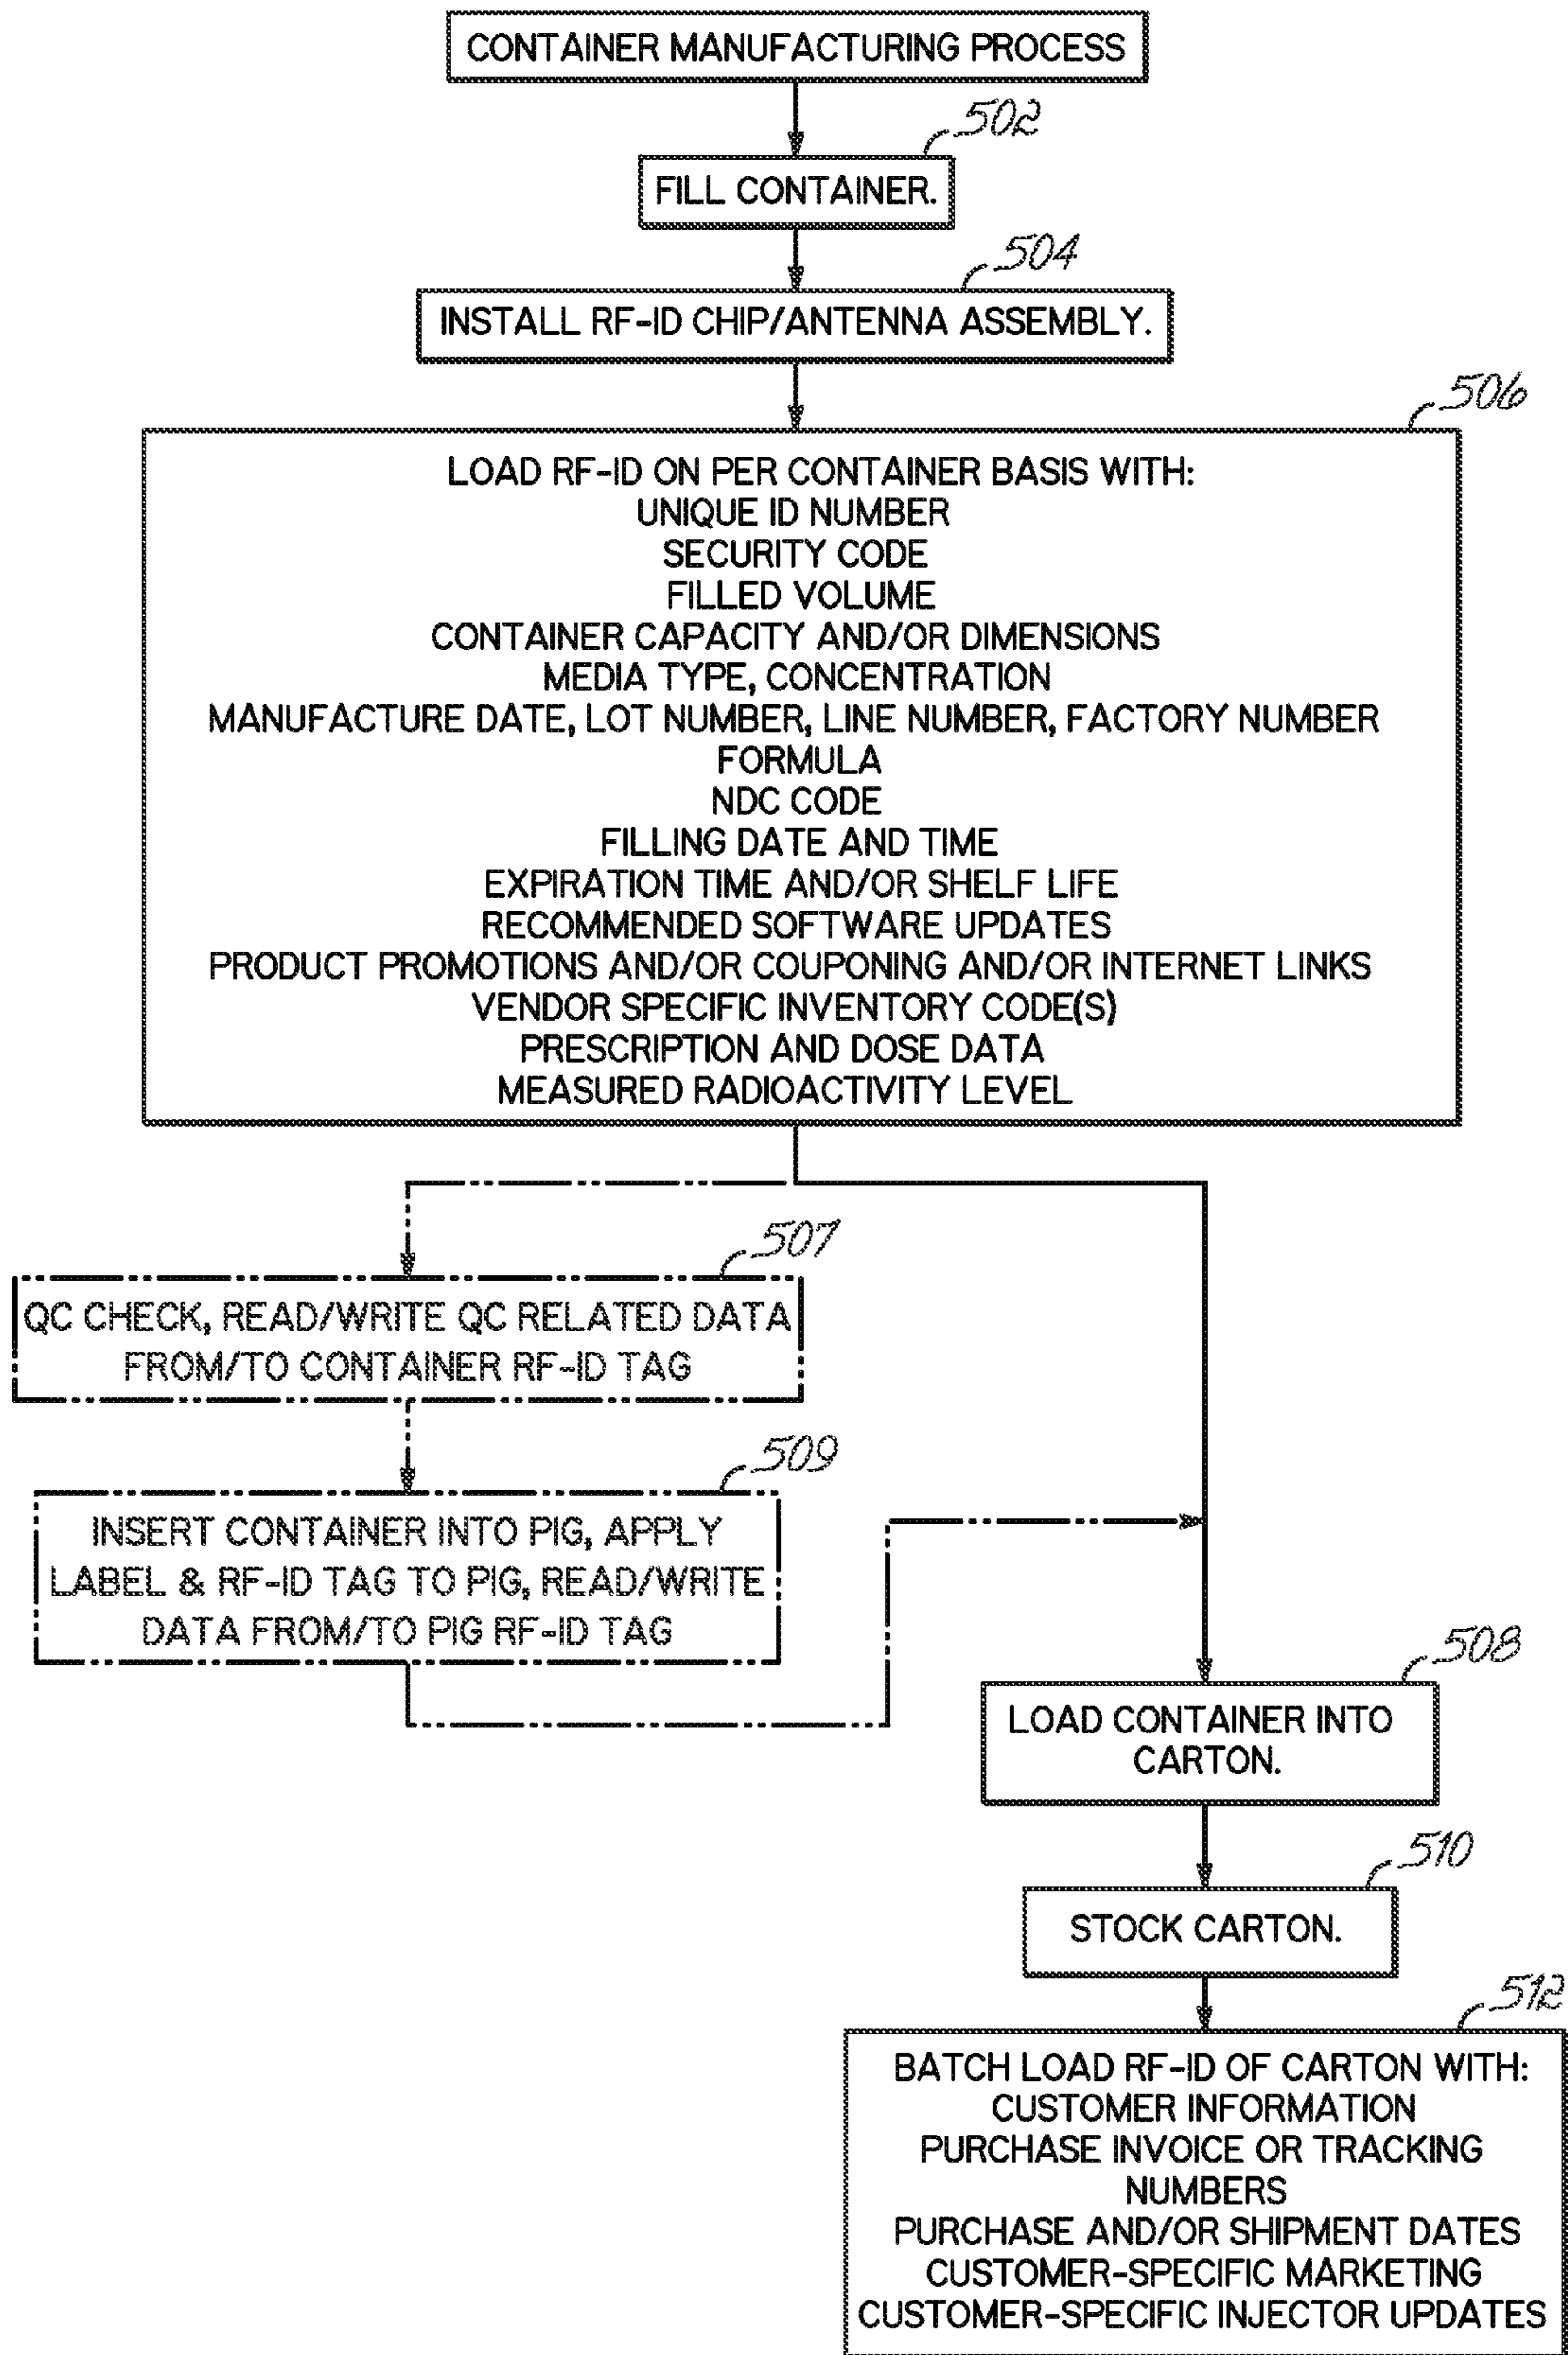 CONTAINER MANUFACTURING PROCESS
502
FILL CONTAINER.
504
INSTALL RF-ID CHIP/ANTENNA ASSEMBLY.
506
LOAD RF-ID ON PER CONTAINER BASIS WITH:
UNIQUE ID NUMBER
SECURITY CODE
FILLED VOLUME
CONTAINER CAPACITY AND/OR DIMENSIONS
MEDIA TYPE, CONCENTRATION
MANUFACTURE DATE, LOT NUMBER, LINE NUMBER, FACTORY NUMBER
FORMULA
NDC CODE
FILLING DATE AND TIME
EXPIRATION TIME AND/OR SHELF LIFE
RECOMMENDED SOFTWARE UPDATES
PRODUCT PROMOTIONS AND/OR COUPONING AND/OR INTERNET LINKS
VENDOR SPECIFIC INVENTORY CODE(S)
PRESCRIPTION AND DOSE DATA
MEASURED RADIOACTIVITY LEVEL
507
QC CHECK, READ/WRITE QC RELATED DATA
FROM/TO CONTAINER RF-ID TAG
509
INSERT CONTAINER INTO PIG, APPLY
LABEL & RF-ID TAG TO PIG, READ/WRITE
DATA FROM/TO PIG RF-ID TAG
508
LOAD CONTAINER INTO
CARTON.
510
STOCK CARTON.
512
BATCH LOAD RF-ID OF CARTON WITH:
CUSTOMER INFORMATION
PURCHASE INVOICE OR TRACKING
NUMBERS
PURCHASE AND/OR SHIPMENT DATES
CUSTOMER-SPECIFIC MARKETING
CUSTOMER-SPECIFIC INJECTOR UPDATES